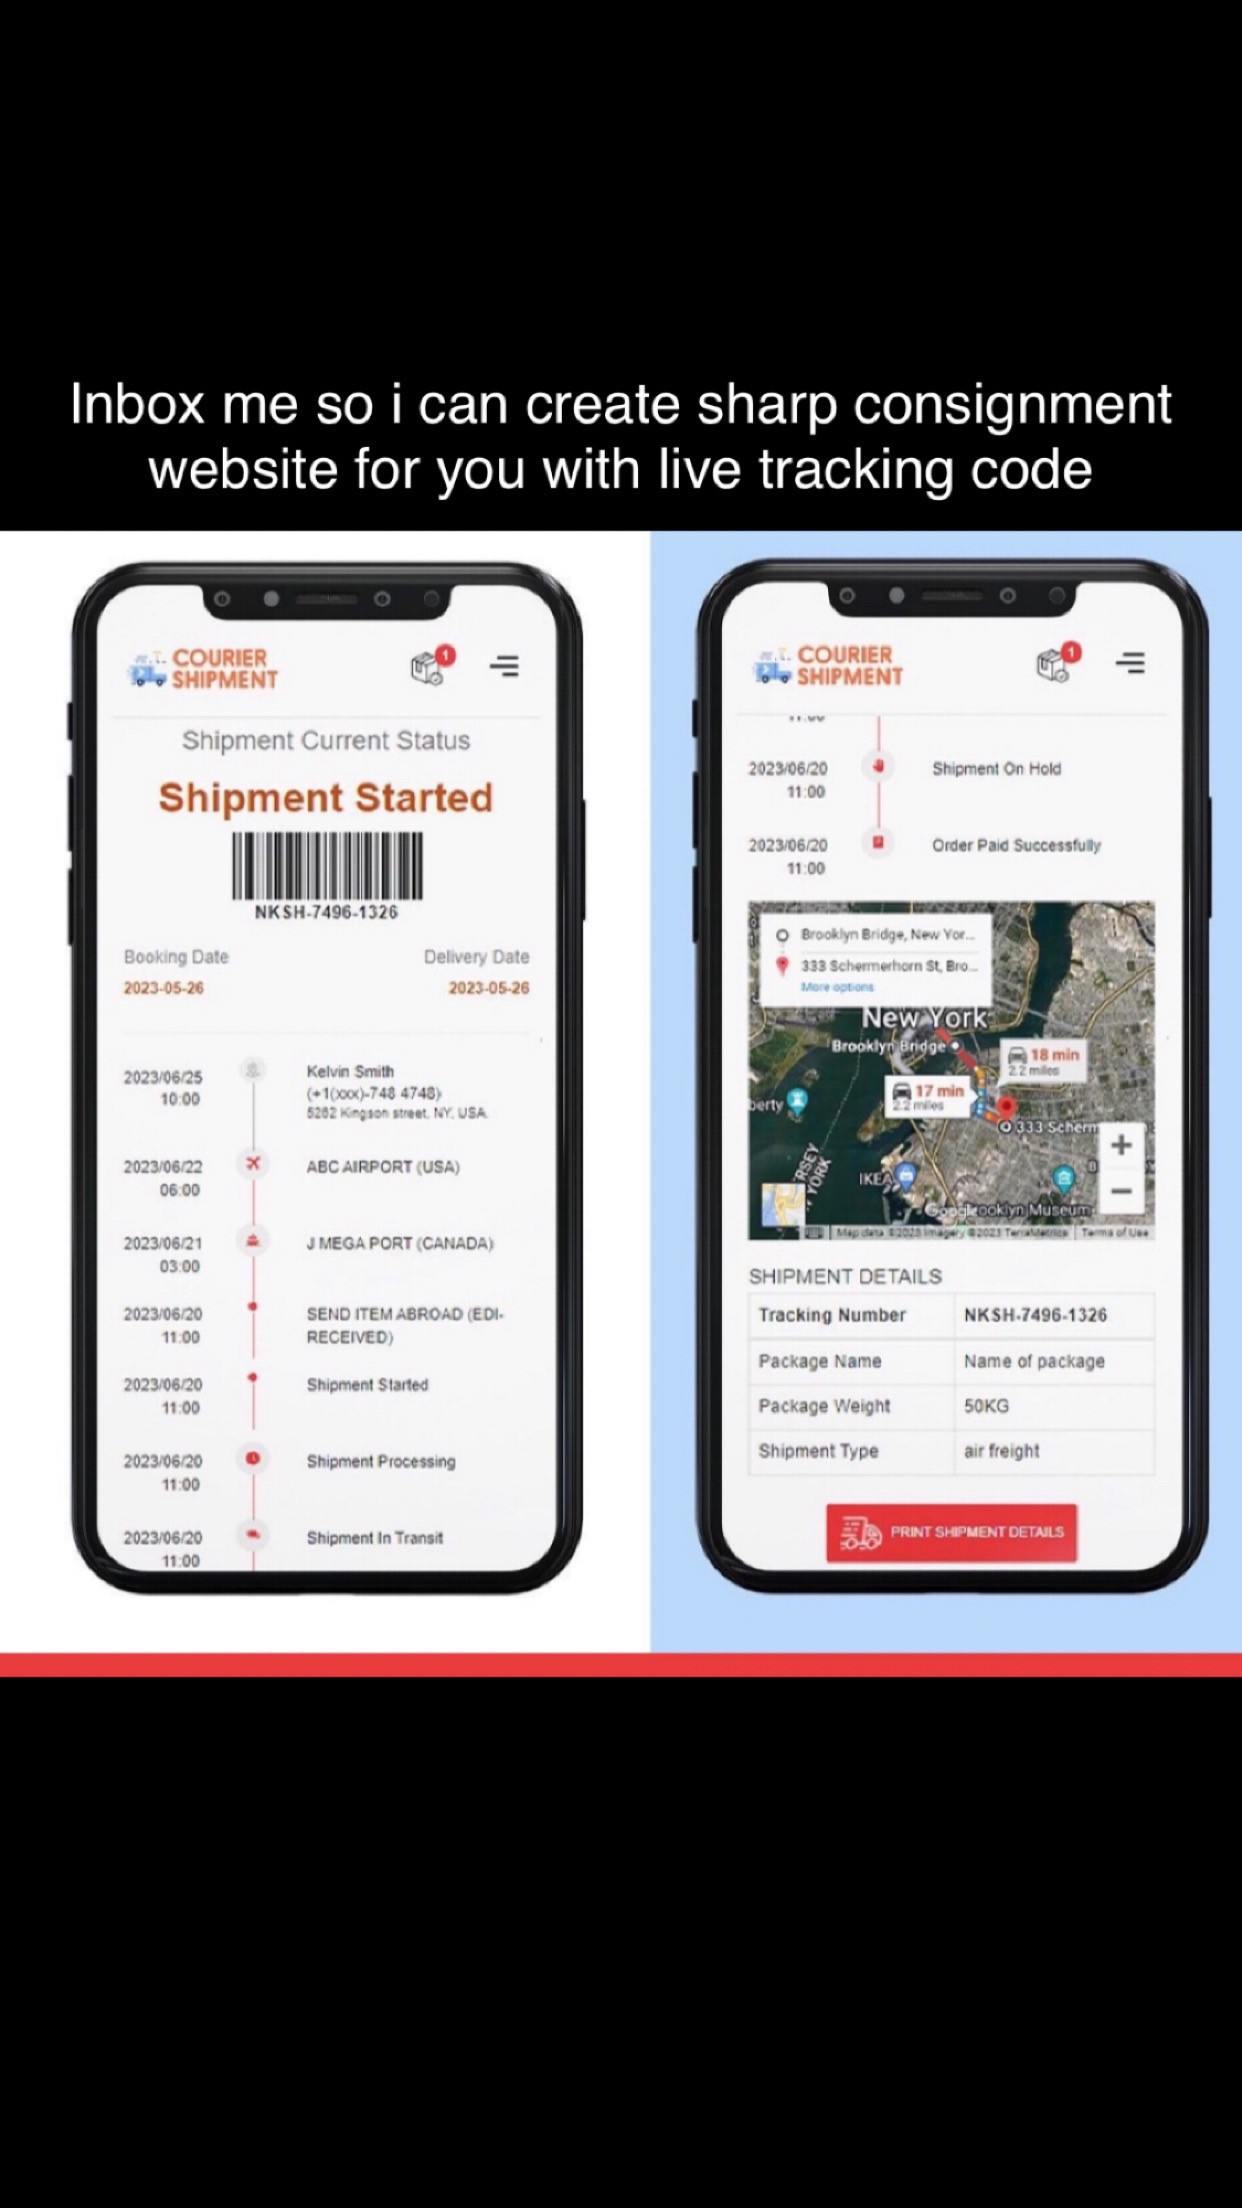 Inbox me so i can create sharp consignment
website for you with live tracking code
COURIER
SHIPMENT
1
Shipment Current Status
Shipment Started
NKSH-7496-1326
Booking Date
Delivery Date
2023-05-26
2023-05-26
2023/06/25
10:00
Kelvin Smith
(+1(xxx)-748 4748)
5262 Kingson street, NY, USA
2023/06/22
06:00
ABC AIRPORT (USA)
2023/06/21
03:00
J MEGA PORT (CANADA)
2023/06/20
11:00
SEND ITEM ABROAD (EDI-
RECEIVED)
2023/06/20
11:00
Shipment Started
2023/06/20
11:00
Shipment Processing
2023/06/20
11:00
Shipment In Transit
COURIER
SHIPMENT
1
11:00
2023/06/20
11:00
Shipment On Hold
2023/06/20
11:00
Order Paid Successfully
Brooklyn Bridge, New Yor...
333 Schermerhorn St, Bro...
More options
New York
Brooklyn Bridge
18 min
2.2 miles
17 min
2.2 miles
berty
333 Scherm
RSEY
YORK
IKEA
Google
ooklyn Museum
+
−
Map data ©2023 Imagery ©2023 TerraMetrics
Terms of Use
SHIPMENT DETAILS
Tracking Number NKSH-7496-1326
Package Name Name of package
Package Weight 50KG
Shipment Type air freight
PRINT SHIPMENT DETAILS